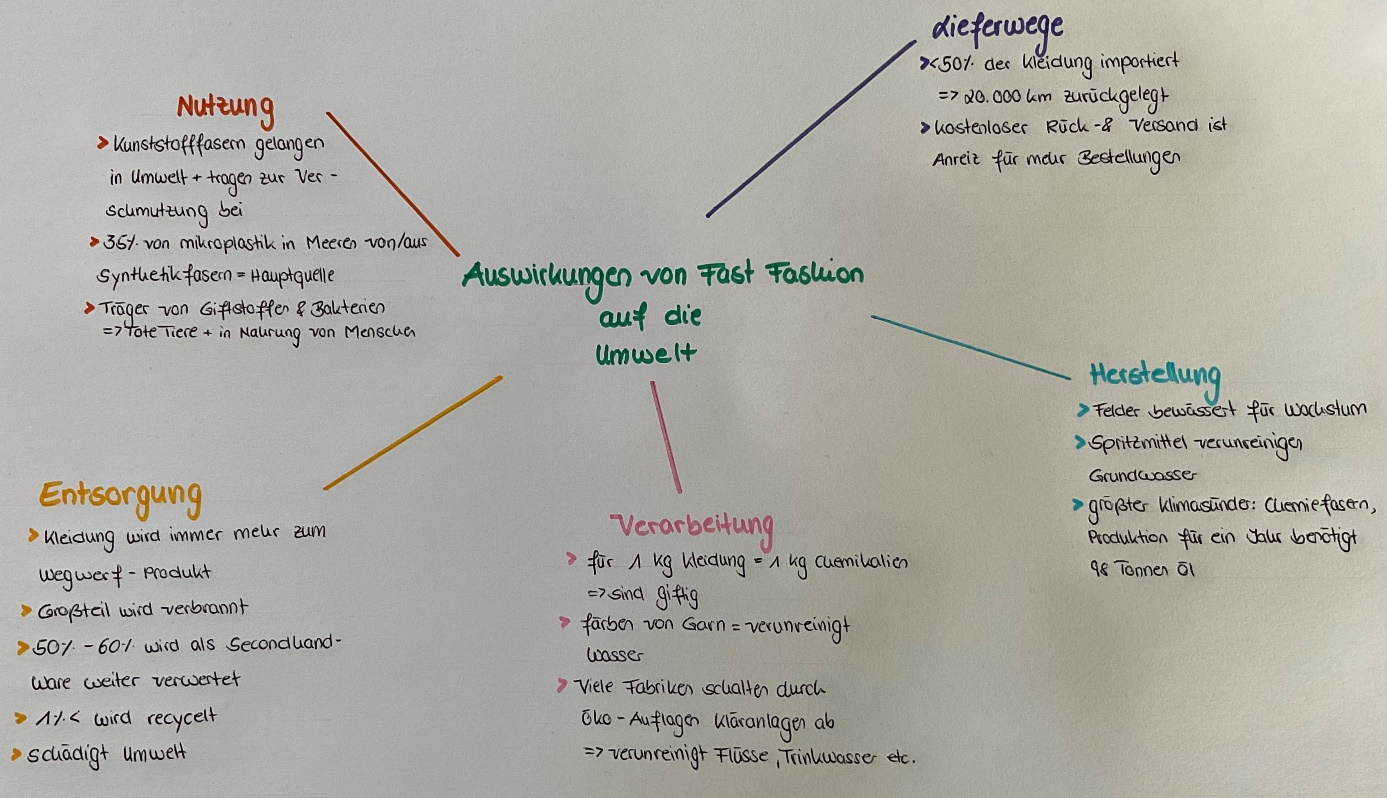 Auswirkungen von Fast Fashion
auf die
Umwelt
Lieferwege
><50% der Kleidung importiert
=> 20.000 km zurückgelegt
> kostenloser Rück- & Versand ist
Anreiz für mehr Bestellungen
Nutzung
> Kunststofffasern gelangen
in Umwelt + tragen zur Ver-
schmutzung bei
> 35% von mikroplastik in Meeren von/aus
Synthetikfasern = Hauptquelle
> Träger von Giftstoffen & Bakterien
=> Tote Tiere + in Nahrung von Menschen
Herstellung
> Felder bewässert für Wachstum
> Spritzmittel verunreinigen
Grundwasser
> größter Klimasünder: Chemiefasern,
Produktion für ein Jahr benötigt
98 Tonnen Öl
Entsorgung
> Kleidung wird immer mehr zum
Wegwerf-Produkt
> Großteil wird verbrannt
> 50% - 60% wird als Secondhand-
ware weiter verwertet
> 1%< wird recycelt
> schädigt Umwelt
Verarbeitung
> für 1 kg Kleidung = 1 kg Chemikalien
=> sind giftig
> färben von Garn = verunreinigt
Wasser
> Viele Fabriken schalten durch
Öko-Auflagen Kläranlagen ab
=> verunreinigt Flüsse, Trinkwasser etc.